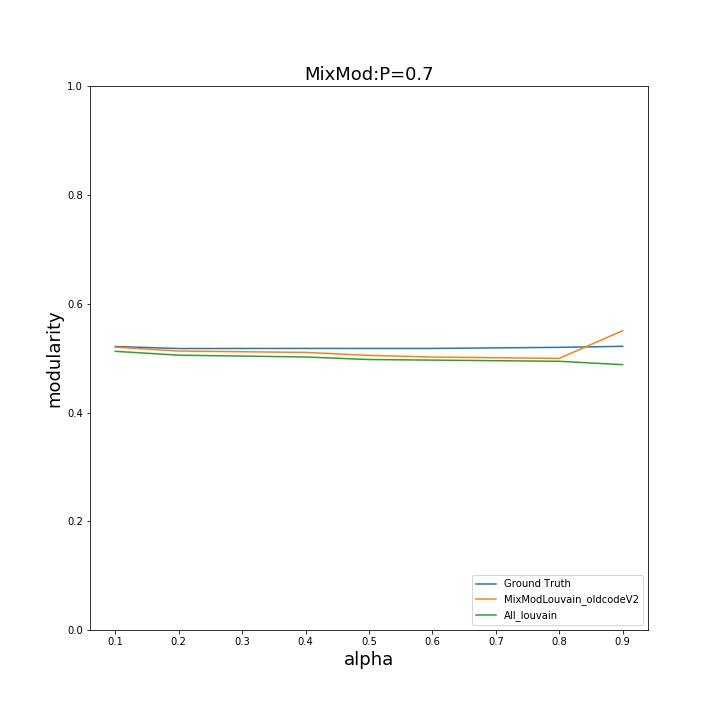 MixMod:P=0.7
1.0
0.8
0.6
0.4
0.2
0.0
modularity
0.1 0.2 0.3 0.4 0.5 0.6 0.7 0.8 0.9
alpha
Ground Truth
MixModLouvain_oldcodeV2
All_louvain